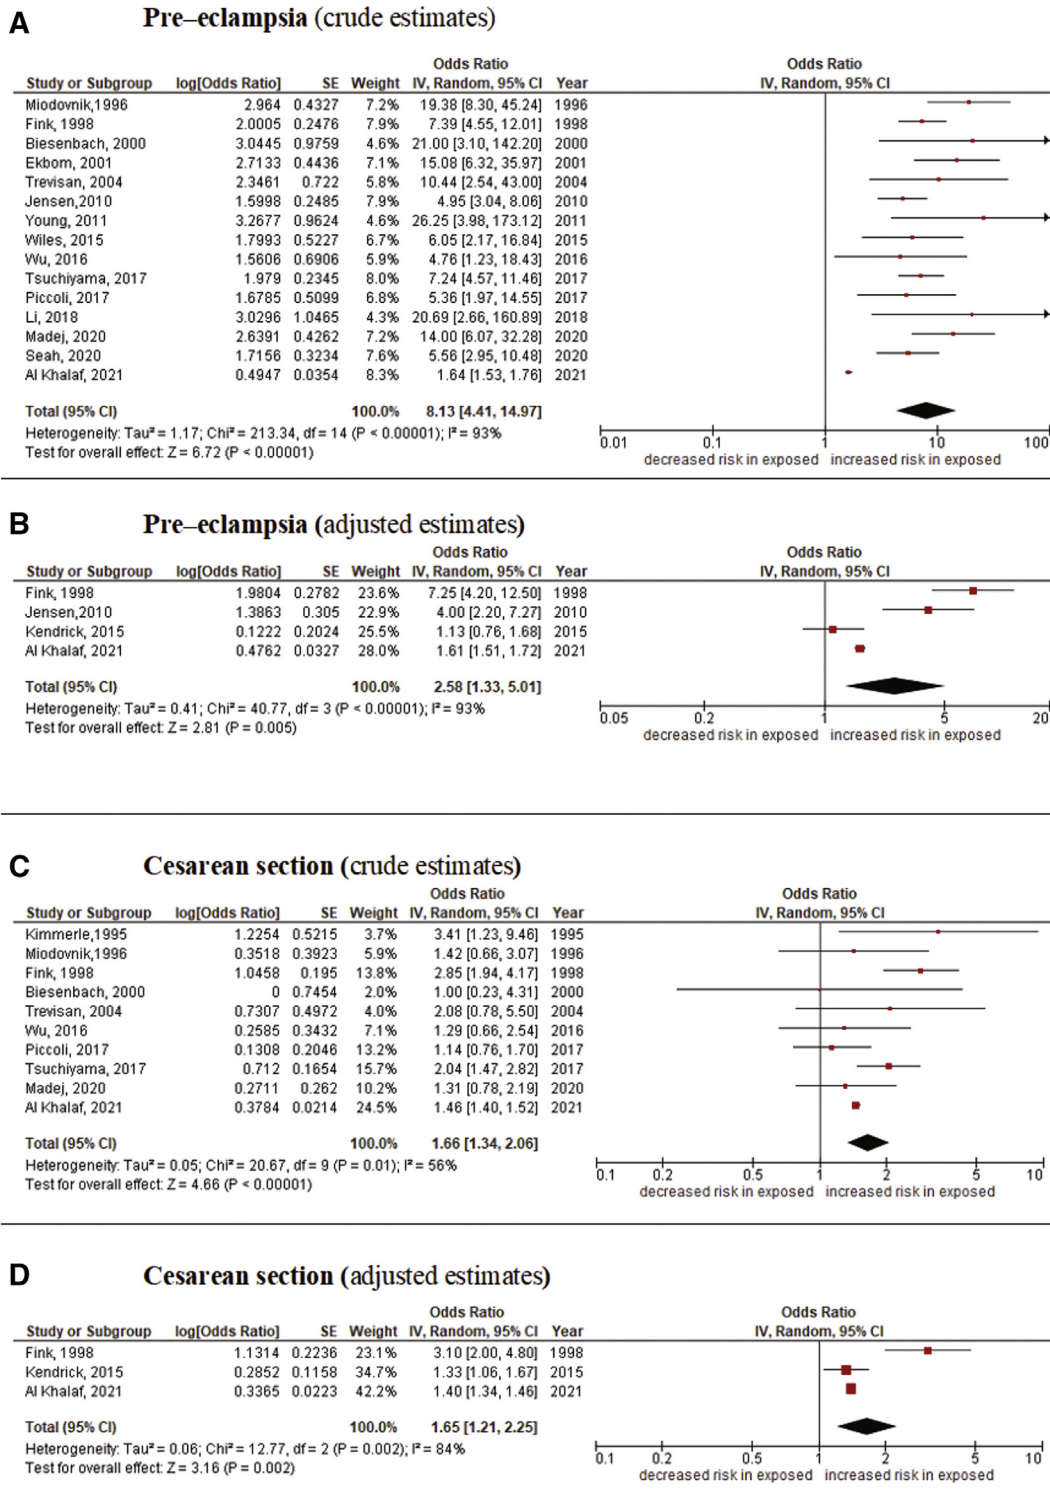 A
Pre–eclampsia (crude estimates)
Odds Ratio Odds Ratio
Study or Subgroup log[Odds Ratio] SE Weight IV, Random, 95% CI Year IV, Random, 95% CI
Miodovnik,1996 2.964 0.4327 7.2% 19.38 [8.30, 45.24] 1996
Fink, 1998 2.0005 0.2476 7.9% 7.39 [4.55, 12.01] 1998
Biesenbach, 2000 3.0445 0.9759 4.6% 21.00 [3.10, 142.20] 2000
Ekbom, 2001 2.7133 0.4436 7.1% 15.08 [6.32, 35.97] 2001
Trevisan, 2004 2.3461 0.722 5.8% 10.44 [2.54, 43.00] 2004
Jensen,2010 1.5998 0.2485 7.9% 4.95 [3.04, 8.06] 2010
Young, 2011 3.2677 0.9624 4.6% 26.25 [3.98, 173.12] 2011
Wiles, 2015 1.7993 0.5227 6.7% 6.05 [2.17, 16.84] 2015
Wu, 2016 1.5606 0.6906 5.9% 4.76 [1.23, 18.43] 2016
Tsuchiyama, 2017 1.979 0.2345 8.0% 7.24 [4.57, 11.46] 2017
Piccoli, 2017 1.6785 0.5099 6.8% 5.36 [1.97, 14.55] 2017
Li, 2018 3.0296 1.0465 4.3% 20.69 [2.66, 160.89] 2018
Madej, 2020 2.6391 0.4262 7.2% 14.00 [6.07, 32.28] 2020
Seah, 2020 1.7156 0.3234 7.6% 5.56 [2.95, 10.48] 2020
Al Khalaf, 2021 0.4947 0.0354 8.3% 1.64 [1.53, 1.76] 2021
Total (95% CI) 100.0% 8.13 [4.41, 14.97]
Heterogeneity: Tau² = 1.17; Chi² = 213.34, df = 14 (P < 0.00001); I² = 93%
Test for overall effect: Z = 6.72 (P < 0.00001)
0.01 0.1 1 10 100
decreased risk in exposed increased risk in exposed
B
Pre–eclampsia (adjusted estimates)
Odds Ratio Odds Ratio
Study or Subgroup log[Odds Ratio] SE Weight IV, Random, 95% CI Year IV, Random, 95% CI
Fink, 1998 1.9804 0.2782 23.6% 7.25 [4.20, 12.50] 1998
Jensen,2010 1.3863 0.305 22.9% 4.00 [2.20, 7.27] 2010
Kendrick, 2015 0.1222 0.2024 25.5% 1.13 [0.76, 1.68] 2015
Al Khalaf, 2021 0.4762 0.0327 28.0% 1.61 [1.51, 1.72] 2021
Total (95% CI) 100.0% 2.58 [1.33, 5.01]
Heterogeneity: Tau² = 0.41; Chi² = 40.77, df = 3 (P < 0.00001); I² = 93%
Test for overall effect: Z = 2.81 (P = 0.005)
0.05 0.2 1 5 20
decreased risk in exposed increased risk in exposed
C
Cesarean section (crude estimates)
Odds Ratio Odds Ratio
Study or Subgroup log[Odds Ratio] SE Weight IV, Random, 95% CI Year IV, Random, 95% CI
Kimmerle,1995 1.2254 0.5215 3.7% 3.41 [1.23, 9.46] 1995
Miodovnik,1996 0.3518 0.3923 5.9% 1.42 [0.66, 3.07] 1996
Fink, 1998 1.0458 0.195 13.8% 2.85 [1.94, 4.17] 1998
Biesenbach, 2000 0 0.7454 2.0% 1.00 [0.23, 4.31] 2000
Trevisan, 2004 0.7307 0.4972 4.0% 2.08 [0.78, 5.50] 2004
Wu, 2016 0.2585 0.3432 7.1% 1.29 [0.66, 2.54] 2016
Piccoli, 2017 0.1308 0.2046 13.2% 1.14 [0.76, 1.70] 2017
Tsuchiyama, 2017 0.712 0.1654 15.7% 2.04 [1.47, 2.82] 2017
Madej, 2020 0.2711 0.262 10.2% 1.31 [0.78, 2.19] 2020
Al Khalaf, 2021 0.3784 0.0214 24.5% 1.46 [1.40, 1.52] 2021
Total (95% CI) 100.0% 1.66 [1.34, 2.06]
Heterogeneity: Tau² = 0.05; Chi² = 20.67, df = 9 (P = 0.01); I² = 56%
Test for overall effect: Z = 4.66 (P < 0.00001)
0.1 0.2 0.5 1 2 5 10
decreased risk in exposed increased risk in exposed
D
Cesarean section (adjusted estimates)
Odds Ratio Odds Ratio
Study or Subgroup log[Odds Ratio] SE Weight IV, Random, 95% CI Year IV, Random, 95% CI
Fink, 1998 1.1314 0.2236 23.1% 3.10 [2.00, 4.80] 1998
Kendrick, 2015 0.2852 0.1158 34.7% 1.33 [1.06, 1.67] 2015
Al Khalaf, 2021 0.3365 0.0223 42.2% 1.40 [1.34, 1.46] 2021
Total (95% CI) 100.0% 1.65 [1.21, 2.25]
Heterogeneity: Tau² = 0.06; Chi² = 12.77, df = 2 (P = 0.002); I² = 84%
Test for overall effect: Z = 3.16 (P = 0.002)
0.1 0.2 0.5 1 2 5 10
decreased risk in exposed increased risk in exposed